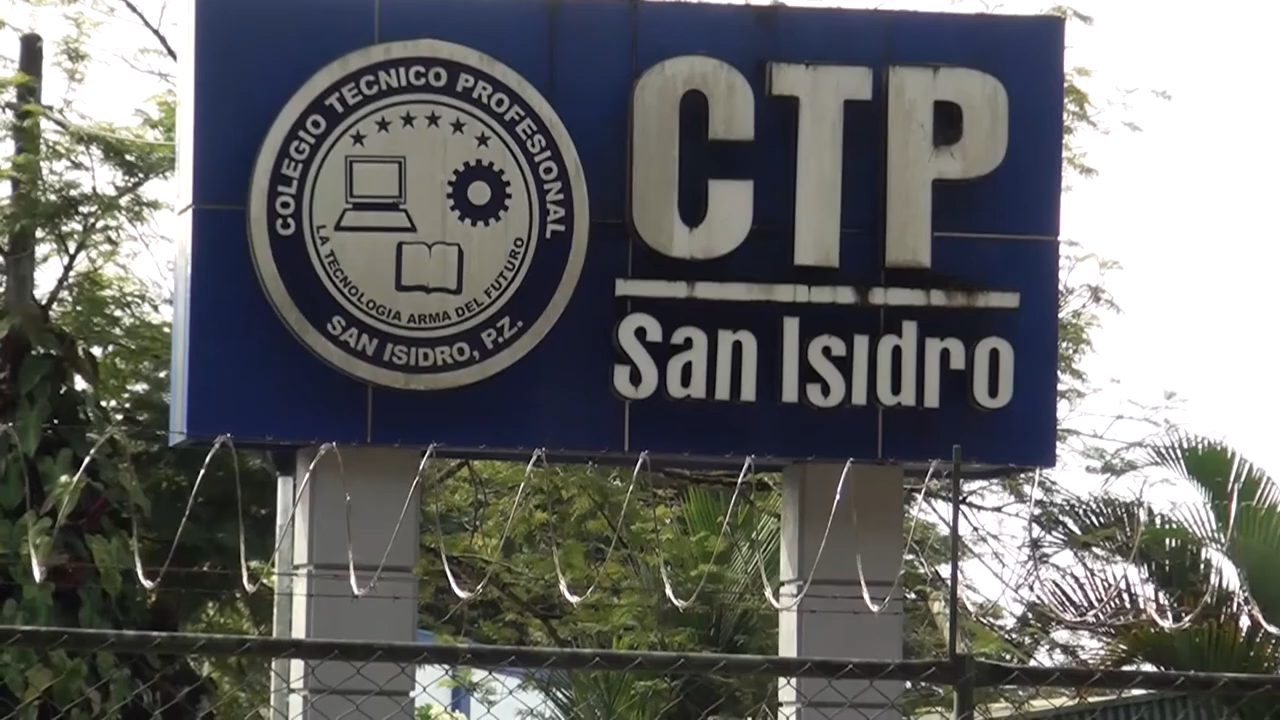 COLEGIO TECNICO PROFESIONAL
LA TECNOLOGIA ARMA DEL FUTURO
SAN ISIDRO, P.Z.
CTP
San Isidro